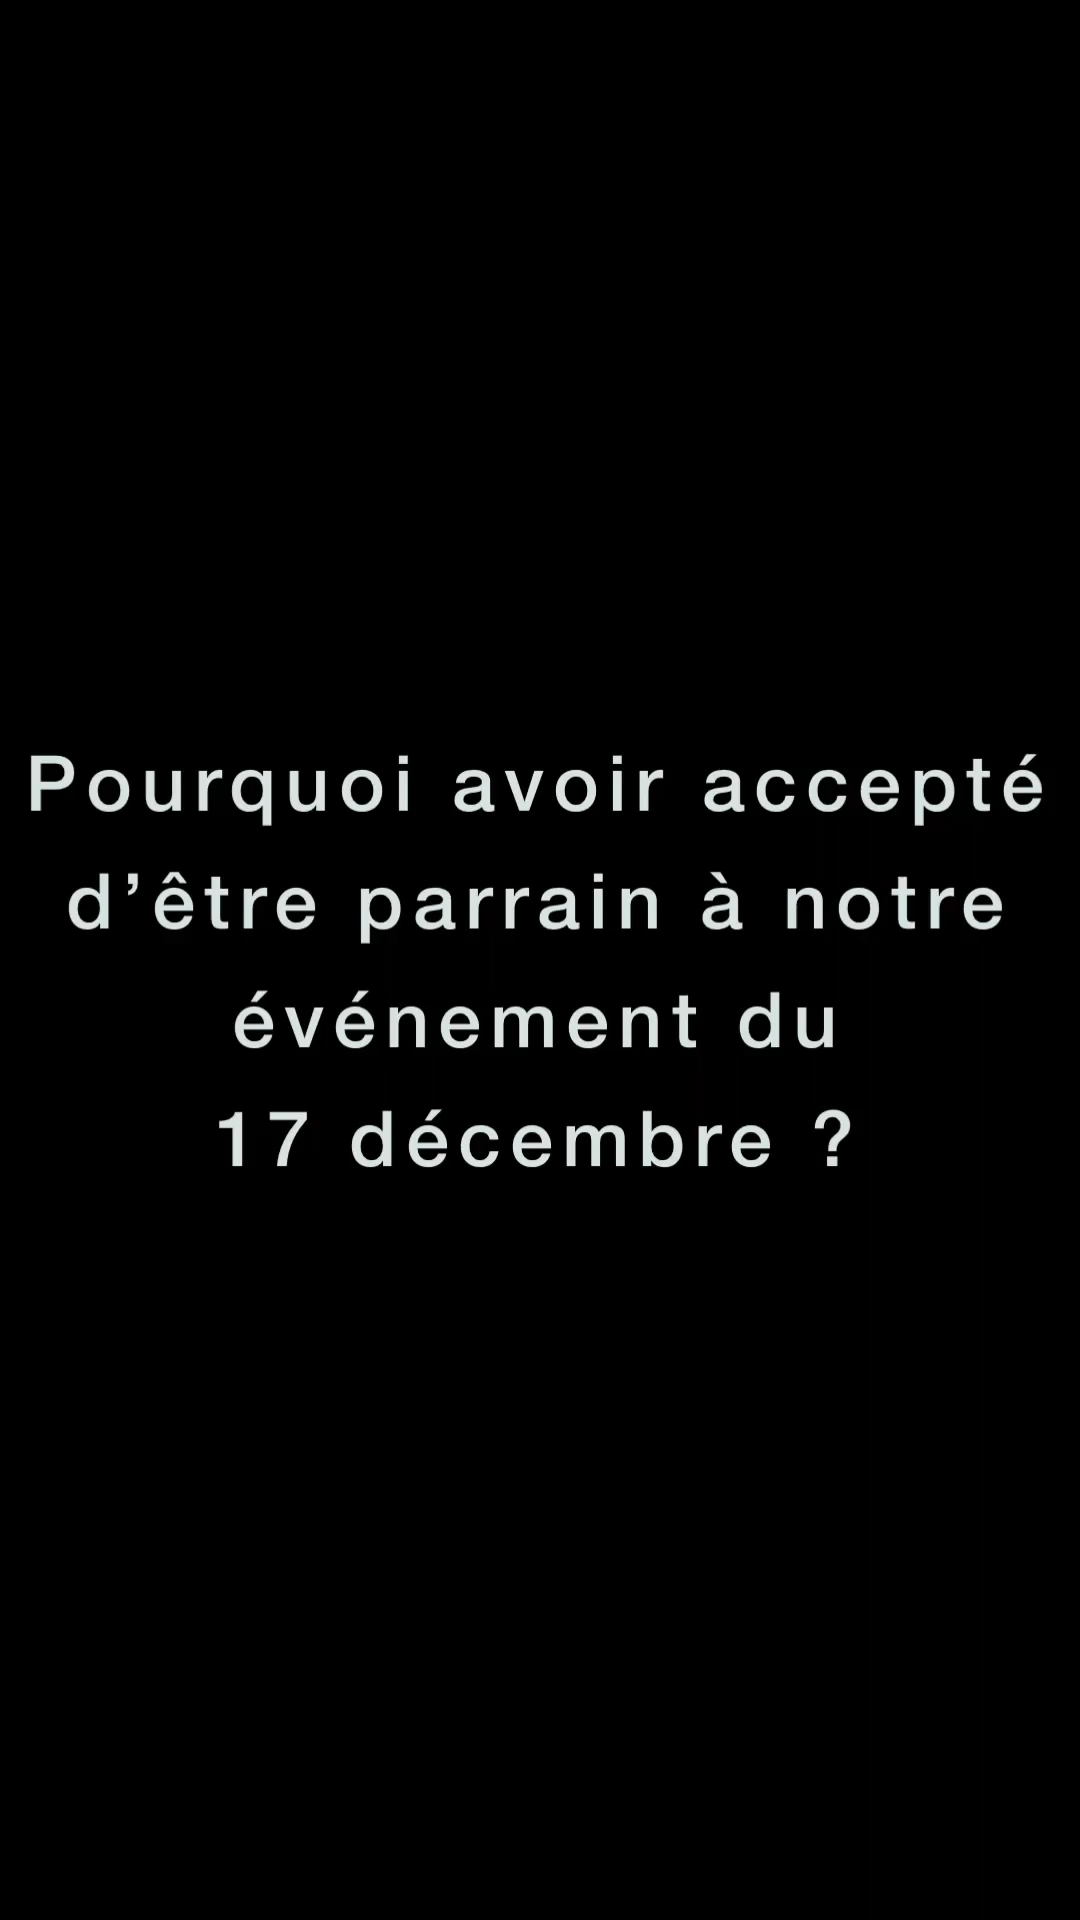 Pourquoi avoir accepté
d’être parrain à notre
événement du
17 décembre ?